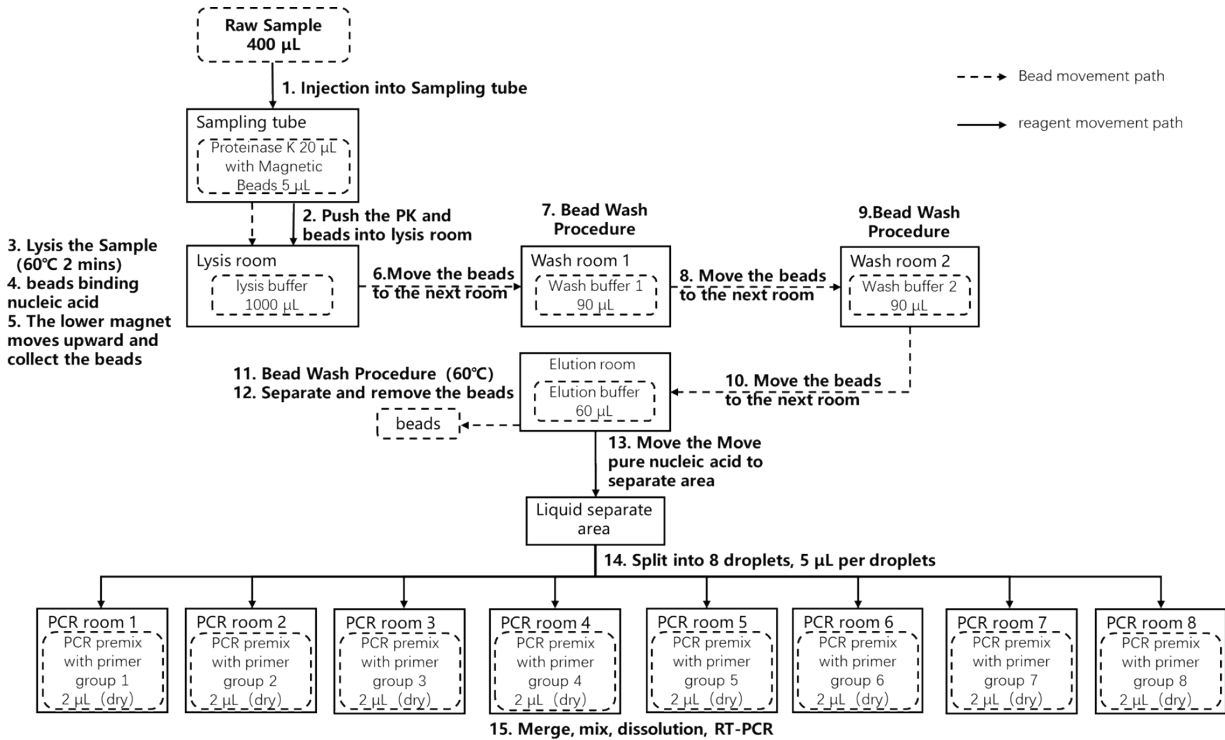 Raw Sample
400 μL
1. Injection into Sampling tube
Bead movement path
reagent movement path
Sampling tube
Proteinase K 20 μL
with Magnetic
Beads 5 μL
2. Push the PK and
beads into lysis room
3. Lysis the Sample
(60℃ 2 mins)
4. beads binding
nucleic acid
5. The lower magnet
moves upward and
collect the beads
Lysis room
lysis buffer
1000 μL
6.Move the beads
to the next room
7. Bead Wash
Procedure
Wash room 1
Wash buffer 1
90 μL
8. Move the beads
to the next room
9.Bead Wash
Procedure
Wash room 2
Wash buffer 2
90 μL
10. Move the beads
to the next room
Elution room
Elution buffer
60 μL
11. Bead Wash Procedure (60℃)
12. Separate and remove the beads
beads
13. Move the Move
pure nucleic acid to
separate area
Liquid separate
area
14. Split into 8 droplets, 5 μL per droplets
PCR room 1
PCR premix
with primer
group 1
2 μL (dry)
PCR room 2
PCR premix
with primer
group 2
2 μL (dry)
PCR room 3
PCR premix
with primer
group 3
2 μL (dry)
PCR room 4
PCR premix
with primer
group 4
2 μL (dry)
PCR room 5
PCR premix
with primer
group 5
2 μL (dry)
PCR room 6
PCR premix
with primer
group 6
2 μL (dry)
PCR room 7
PCR premix
with primer
group 7
2 μL (dry)
PCR room 8
PCR premix
with primer
group 8
2 μL (dry)
15. Merge, mix, dissolution, RT-PCR